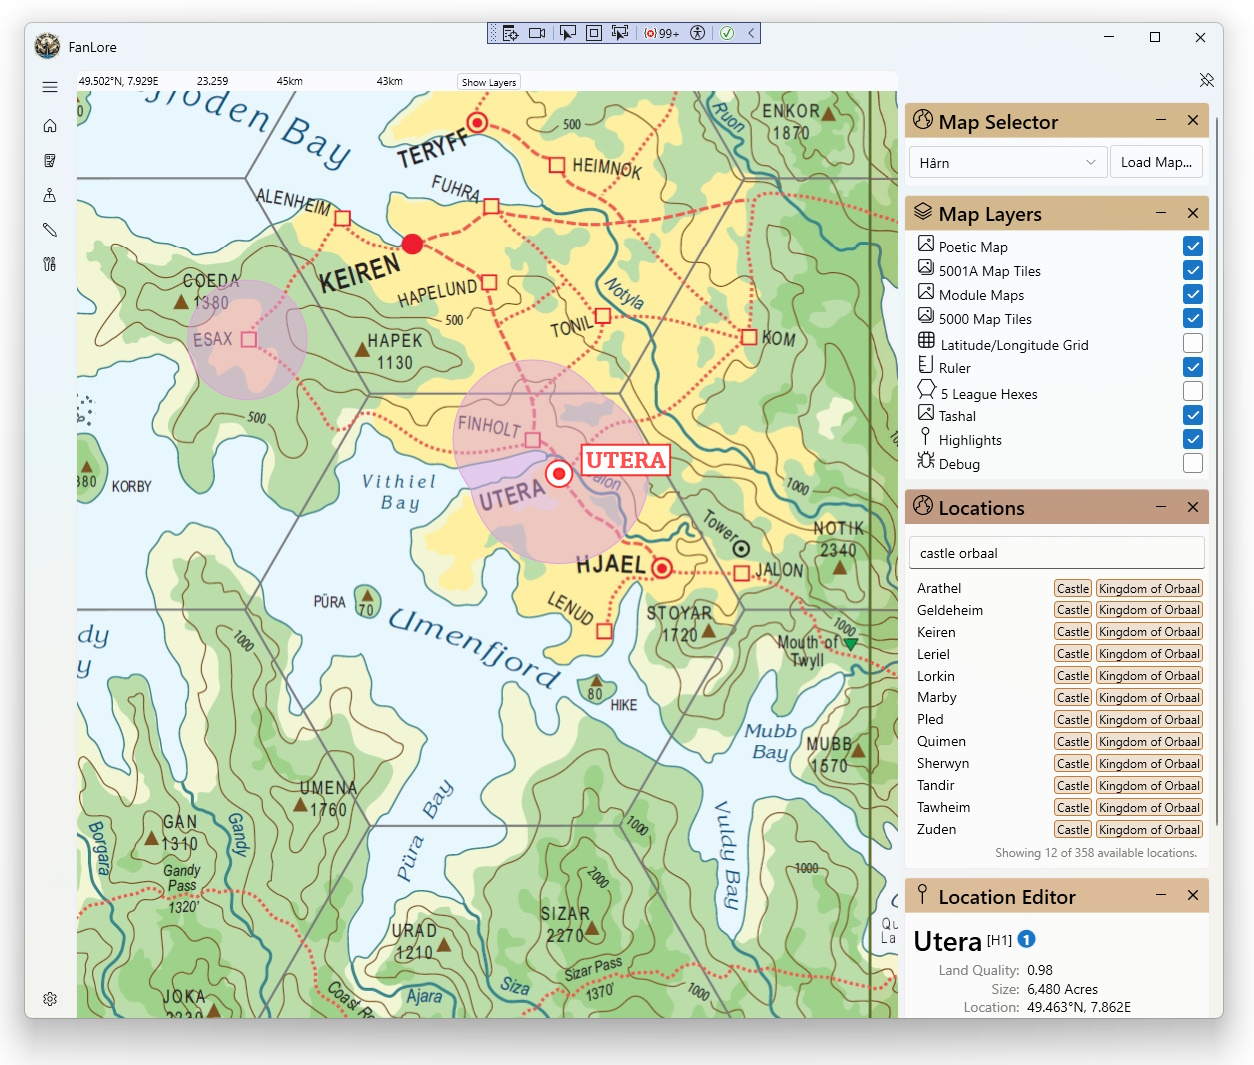 99+
FanLore
49.502°N, 7.929E 23.259 45km 43km Show Layers
Bay
ENKOR
1870
Ruon
500
TERYFF
HEIMNOK
FUHRA
ALENHEIM
KEIREN
COEDA
1380
HAPELUND
Notyla
500
TONIL
ESAX
HAPEK
1130
KOM
500
FINHOLT
UTERA
Vithiel
Bay
UTERA
KORBY
1000
Tower
NOTIK
2340
HJAEL
JALON
PŪRA
70
LENUD
STOYAR
1720
Umenfjord
1000
Mouth of
Twyll
1000
dy
y
80
HIKE
Mubb
Bay
MUBB
1570
UMENA
1760
Pūra Bay
GAN
1310
Gandy
Borgara
1000
Vuldy Bay
1000
Gandy
Pass
1320'
2000
SIZAR
2270
URAD
1210
Qu
La
Sizar Pass
1370'
JOKA
Coast
Ajara
Siza
1000
Map Selector
Hârn Load Map...
Map Layers
Poetic Map
5001A Map Tiles
Module Maps
5000 Map Tiles
Latitude/Longitude Grid
Ruler
5 League Hexes
Tashal
Highlights
Debug
Locations
castle orbaal
Arathel Castle Kingdom of Orbaal
Geldeheim Castle Kingdom of Orbaal
Keiren Castle Kingdom of Orbaal
Leriel Castle Kingdom of Orbaal
Lorkin Castle Kingdom of Orbaal
Marby Castle Kingdom of Orbaal
Pled Castle Kingdom of Orbaal
Quimen Castle Kingdom of Orbaal
Sherwyn Castle Kingdom of Orbaal
Tandir Castle Kingdom of Orbaal
Tawheim Castle Kingdom of Orbaal
Zuden Castle Kingdom of Orbaal
Showing 12 of 358 available locations.
Location Editor
Utera [H1] 1
Land Quality: 0.98
Size: 6,480 Acres
Location: 49.463°N, 7.862E